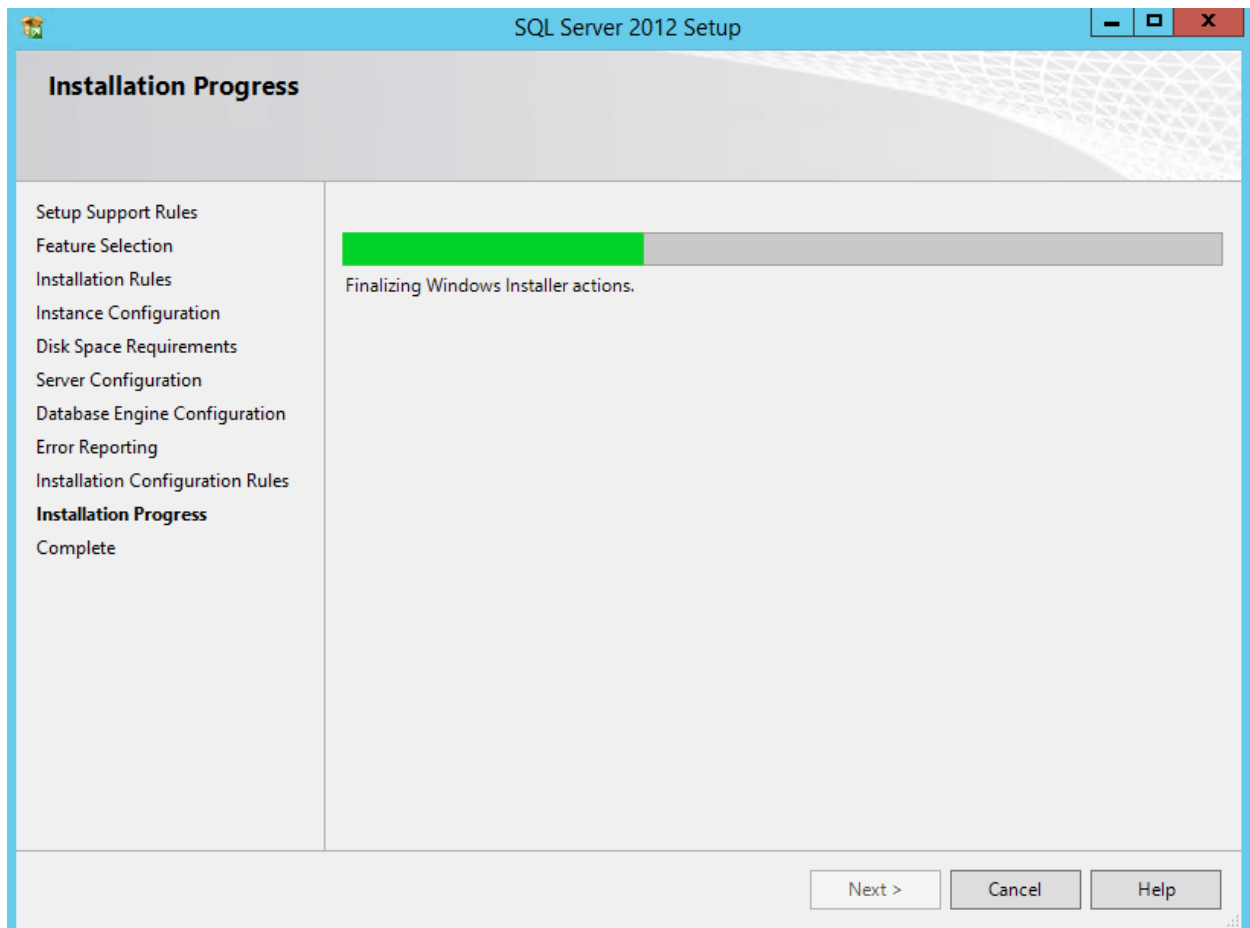 SQL Server 2012 Setup
Installation Progress
Setup Support Rules
Feature Selection
Installation Rules
Instance Configuration
Disk Space Requirements
Server Configuration
Database Engine Configuration
Error Reporting
Installation Configuration Rules
Installation Progress
Complete
Finalizing Windows Installer actions.
Next >
Cancel
Help